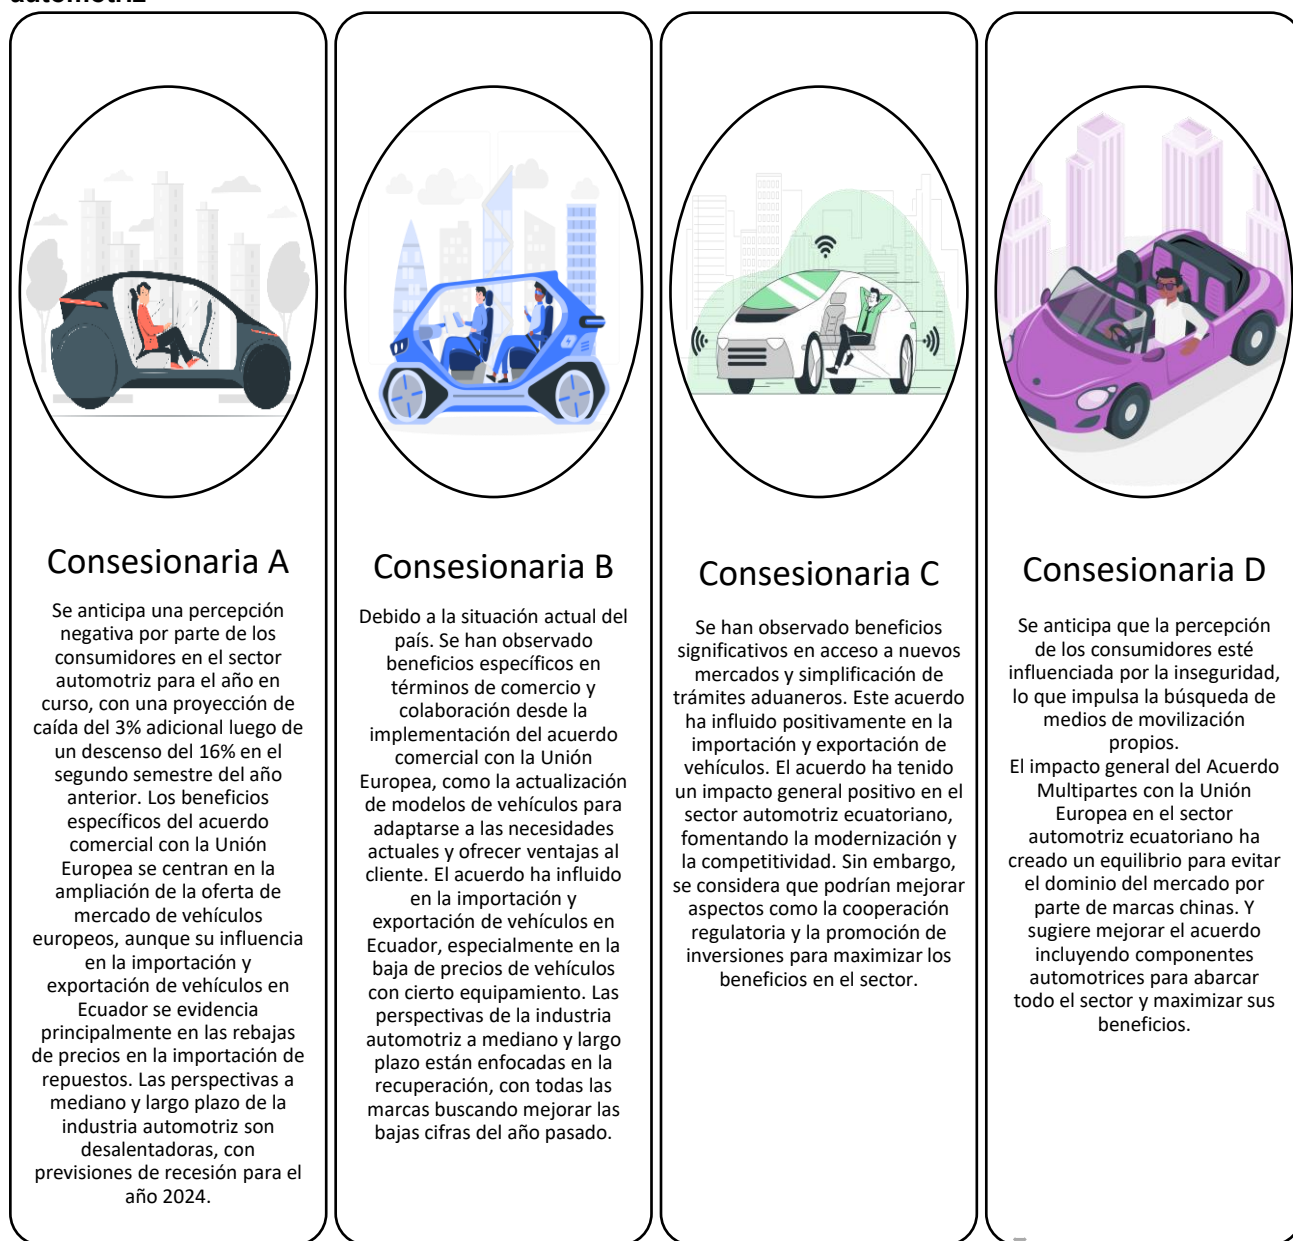 automotriz
Consesionaria A
Se anticipa una percepción
negativa por parte de los
consumidores en el sector
automotriz para el año en
curso, con una proyección de
caída del 3% adicional luego de
un descenso del 16% en el
segundo semestre del año
anterior. Los beneficios
específicos del acuerdo
comercial con la Unión
Europea se centran en la
ampliación de la oferta de
mercado de vehículos
europeos, aunque su influencia
en la importación y
exportación de vehículos en
Ecuador se evidencia
principalmente en las rebajas
de precios en la importación de
repuestos. Las perspectivas a
mediano y largo plazo de la
industria automotriz son
desalentadoras, con
previsiones de recesión para el
año 2024.
Consesionaria B
Debido a la situación actual del
país. Se han observado
beneficios específicos en
términos de comercio y
colaboración desde la
implementación del acuerdo
comercial con la Unión
Europea, como la actualización
de modelos de vehículos para
adaptarse a las necesidades
actuales y ofrecer ventajas al
cliente. El acuerdo ha influido
en la importación y
exportación de vehículos en
Ecuador, especialmente en la
baja de precios de vehículos
con cierto equipamiento. Las
perspectivas de la industria
automotriz a mediano y largo
plazo están enfocadas en la
recuperación, con todas las
marcas buscando mejorar las
bajas cifras del año pasado.
Consesionaria C
Se han observado beneficios
significativos en acceso a nuevos
mercados y simplificación de
trámites aduaneros. Este acuerdo
ha influido positivamente en la
importación y exportación de
vehículos. El acuerdo ha tenido
un impacto general positivo en el
sector automotriz ecuatoriano,
fomentando la modernización y
la competitividad. Sin embargo,
se considera que podrían mejorar
aspectos como la cooperación
regulatoria y la promoción de
inversiones para maximizar los
beneficios en el sector.
Consesionaria D
Se anticipa que la percepción
de los consumidores esté
influenciada por la inseguridad,
lo que impulsa la búsqueda de
medios de movilización
propios.
El impacto general del Acuerdo
Multipartes con la Unión
Europea en el sector
automotriz ecuatoriano ha
creado un equilibrio para evitar
el dominio del mercado por
parte de marcas chinas. Y
sugiere mejorar el acuerdo
incluyendo componentes
automotrices para abarcar
todo el sector y maximizar sus
beneficios.